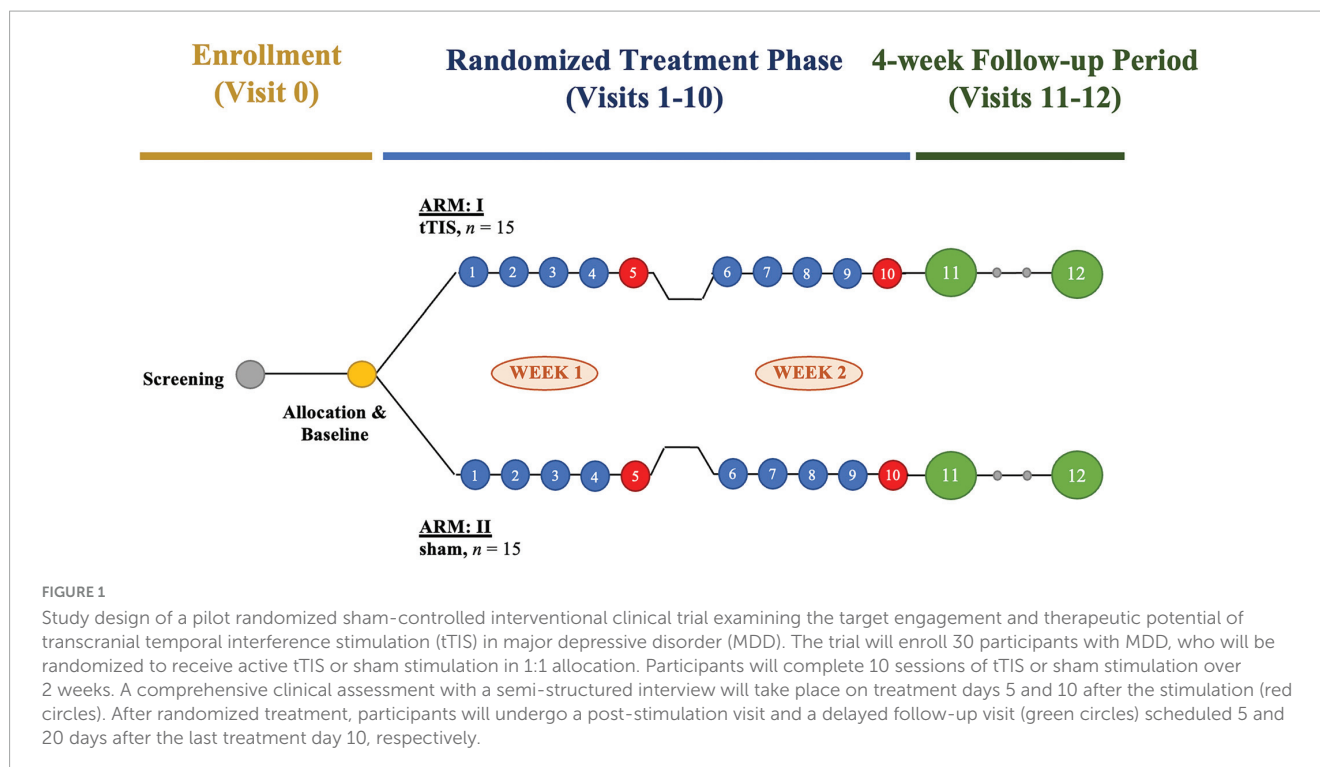 Enrollment
(Visit 0)
Randomized Treatment Phase
(Visits 1-10)
4-week Follow-up Period
(Visits 11-12)
ARM: I
tTIS, n = 15
1 2 3 4 5 6 7 8 9 10 11 12
Screening
Allocation &
Baseline
WEEK 1
WEEK 2
1 2 3 4 5 6 7 8 9 10 11 12
ARM: II
sham, n = 15
FIGURE 1
Study design of a pilot randomized sham-controlled interventional clinical trial examining the target engagement and therapeutic potential of
transcranial temporal interference stimulation (tTIS) in major depressive disorder (MDD). The trial will enroll 30 participants with MDD, who will be
randomized to receive active tTIS or sham stimulation in 1:1 allocation. Participants will complete 10 sessions of tTIS or sham stimulation over
2 weeks. A comprehensive clinical assessment with a semi-structured interview will take place on treatment days 5 and 10 after the stimulation (red
circles). After randomized treatment, participants will undergo a post-stimulation visit and a delayed follow-up visit (green circles) scheduled 5 and
20 days after the last treatment day 10, respectively.